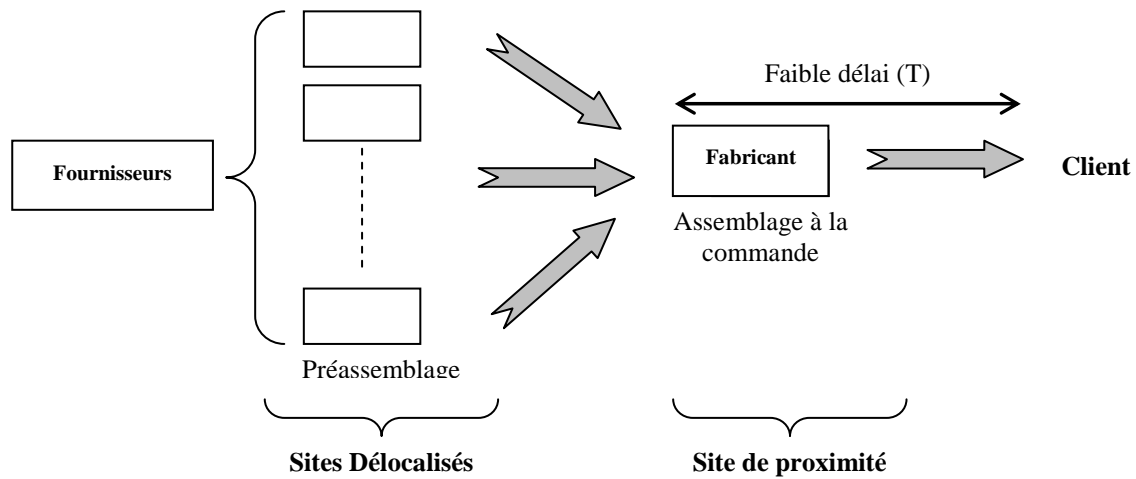 Fournisseurs
Préassemblage
Faible délai (T)
Fabricant
Client
Assemblage à la
commande
Sites Délocalisés
Site de proximité